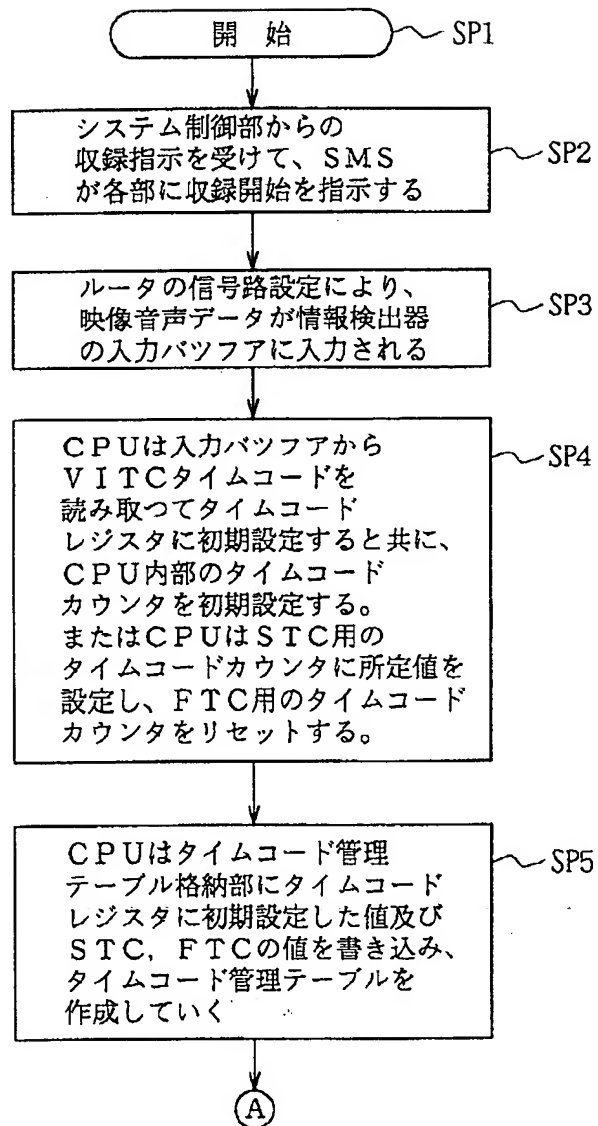 開 始 SP1
システム制御部からの
収録指示を受けて、SMS
が各部に収録開始を指示する
SP2
ルータの信号路設定により、
映像音声データが情報検出器
の入力バツフアに入力される
SP3
CPUは入力バツフアから
VITCタイムコードを
読み取つてタイムコード
レジスタに初期設定すると共に、
CPU内部のタイムコード
カウンタを初期設定する。
またはCPUはSTC用の
タイムコードカウンタに所定値を
設定し、FTC用のタイムコード
カウンタをリセットする。
SP4
CPUはタイムコード管理
テーブル格納部にタイムコード
レジスタに初期設定した値及び
STC, FTCの値を書き込み、
タイムコード管理テーブルを
作成していく
SP5
A